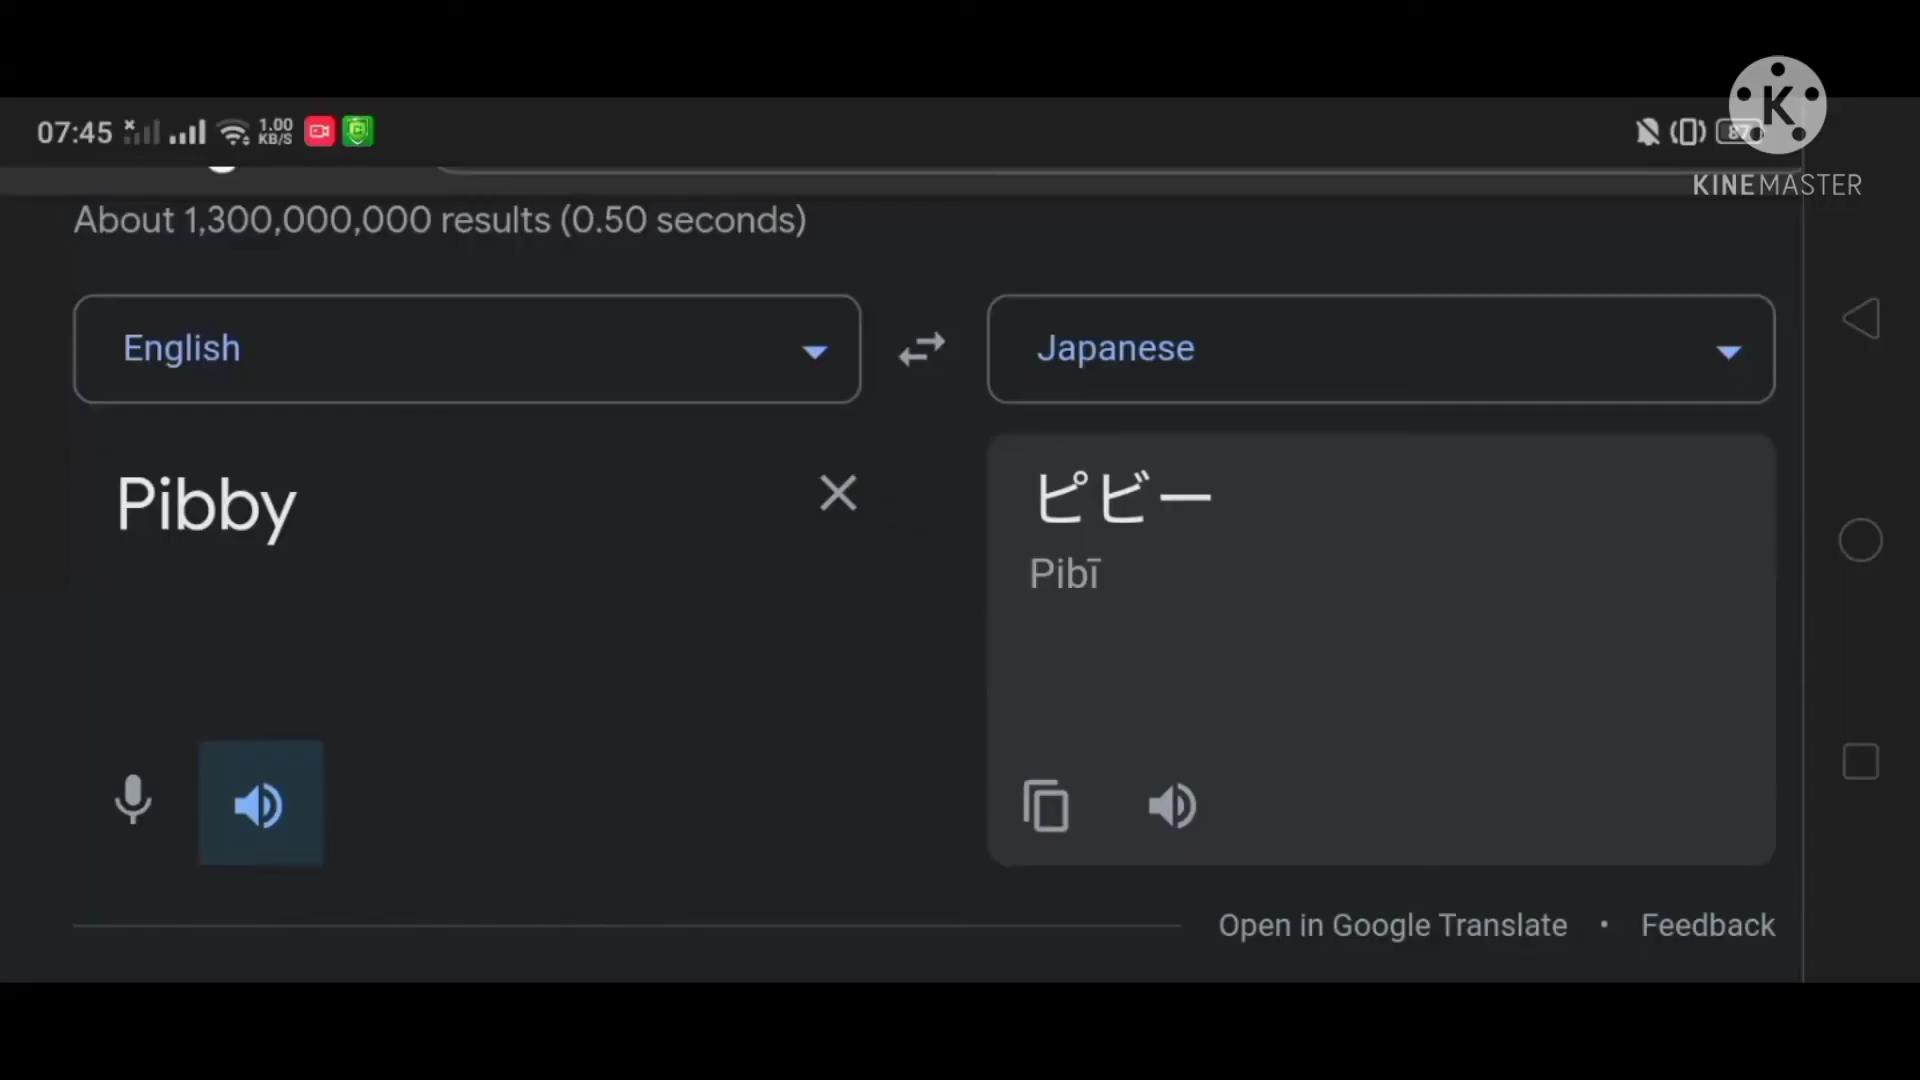 07:45
1.00
KB/S
87
K
KINEMASTER
About 1,300,000,000 results (0.50 seconds)
English
Japanese
Pibby
ピビー
Pibī
Open in Google Translate • Feedback